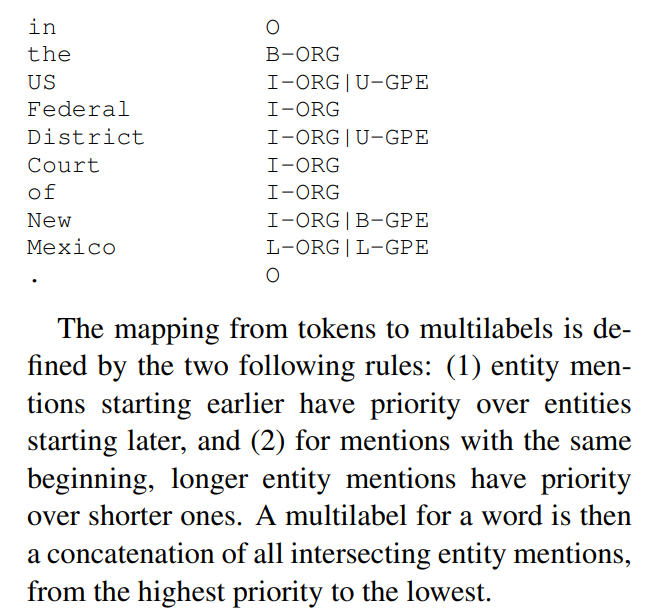 in O
the B-ORG
US I-ORG|U-GPE
Federal I-ORG
District I-ORG|U-GPE
Court I-ORG
of I-ORG
New I-ORG|B-GPE
Mexico L-ORG|L-GPE
. O
The mapping from tokens to multilabels is de-
fined by the two following rules: (1) entity men-
tions starting earlier have priority over entities
starting later, and (2) for mentions with the same
beginning, longer entity mentions have priority
over shorter ones. A multilabel for a word is then
a concatenation of all intersecting entity mentions,
from the highest priority to the lowest.